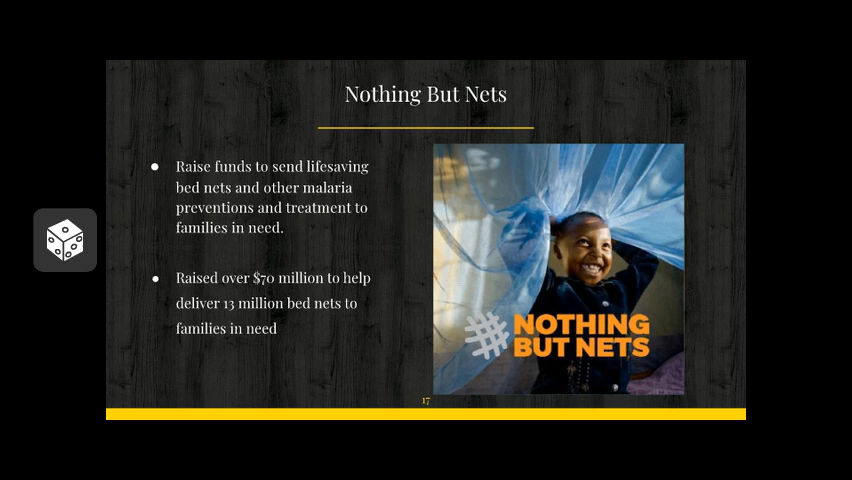 Nothing But Nets
● Raise funds to send lifesaving
bed nets and other malaria
preventions and treatment to
families in need.
● Raised over $70 million to help
deliver 13 million bed nets to
families in need
NOTHING
BUT NETS
17